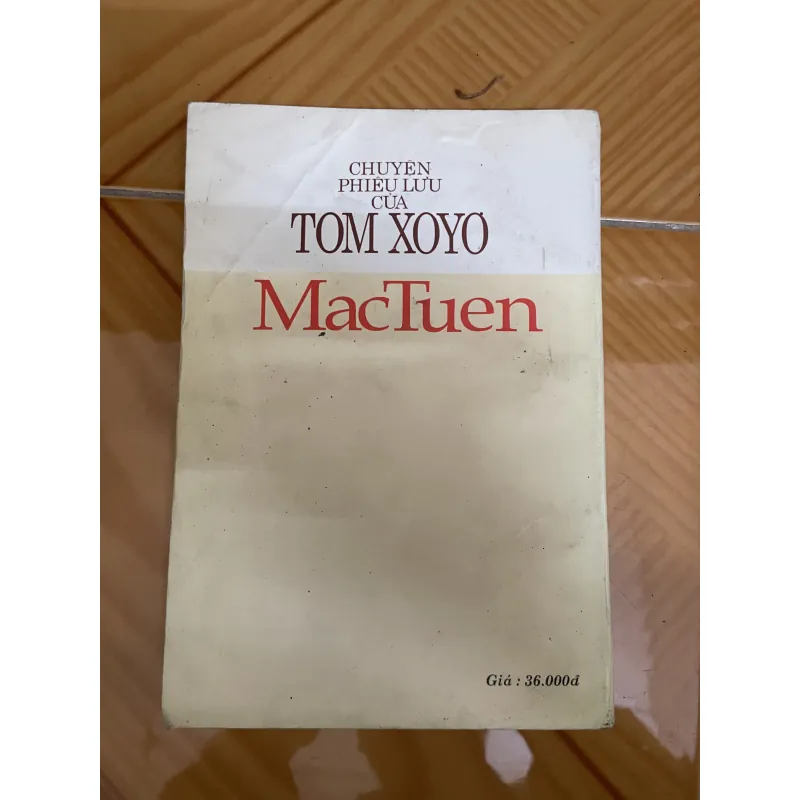 CHUYỆN
PHIÊU LƯU
CỦA
TOM XOYƠ
MacTuen
Giá : 36.000đ